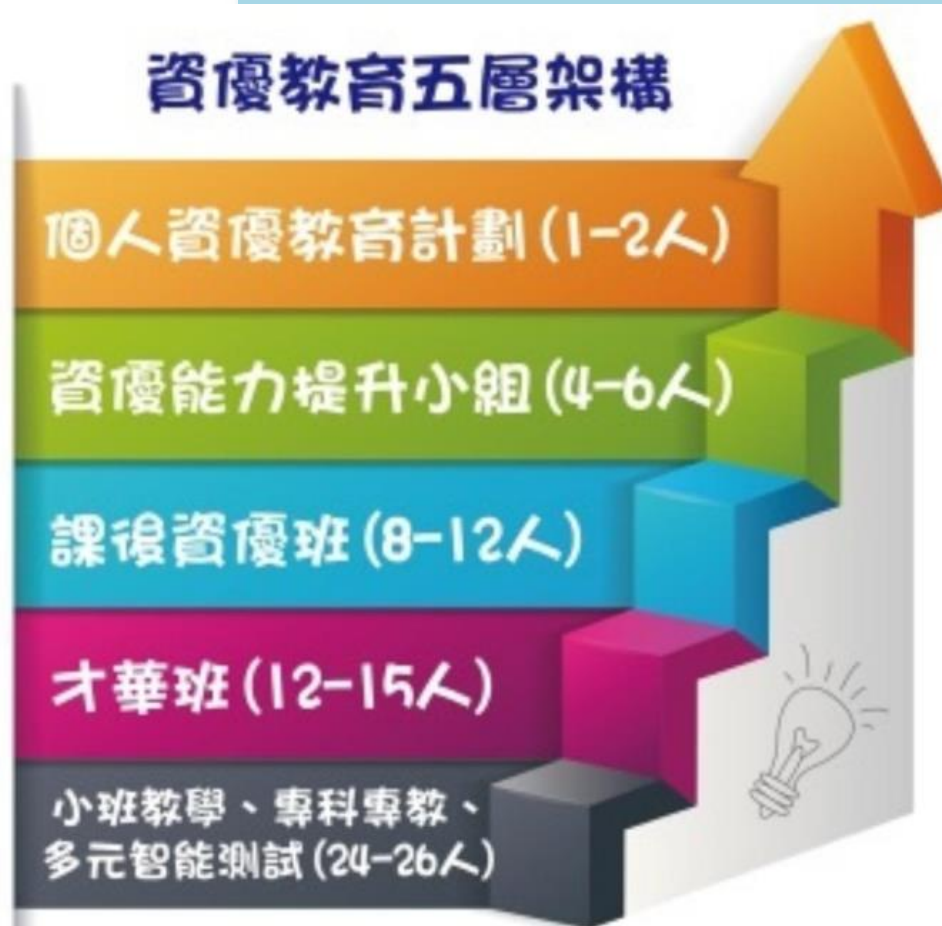 資優教育五層架構
個人資優教育計劃(1-2人)
資優能力提升小組(4-6人)
課後資優班(8-12人)
才華班(12-15人)
小班教學、專科專教、
多元智能測試(24-26人)